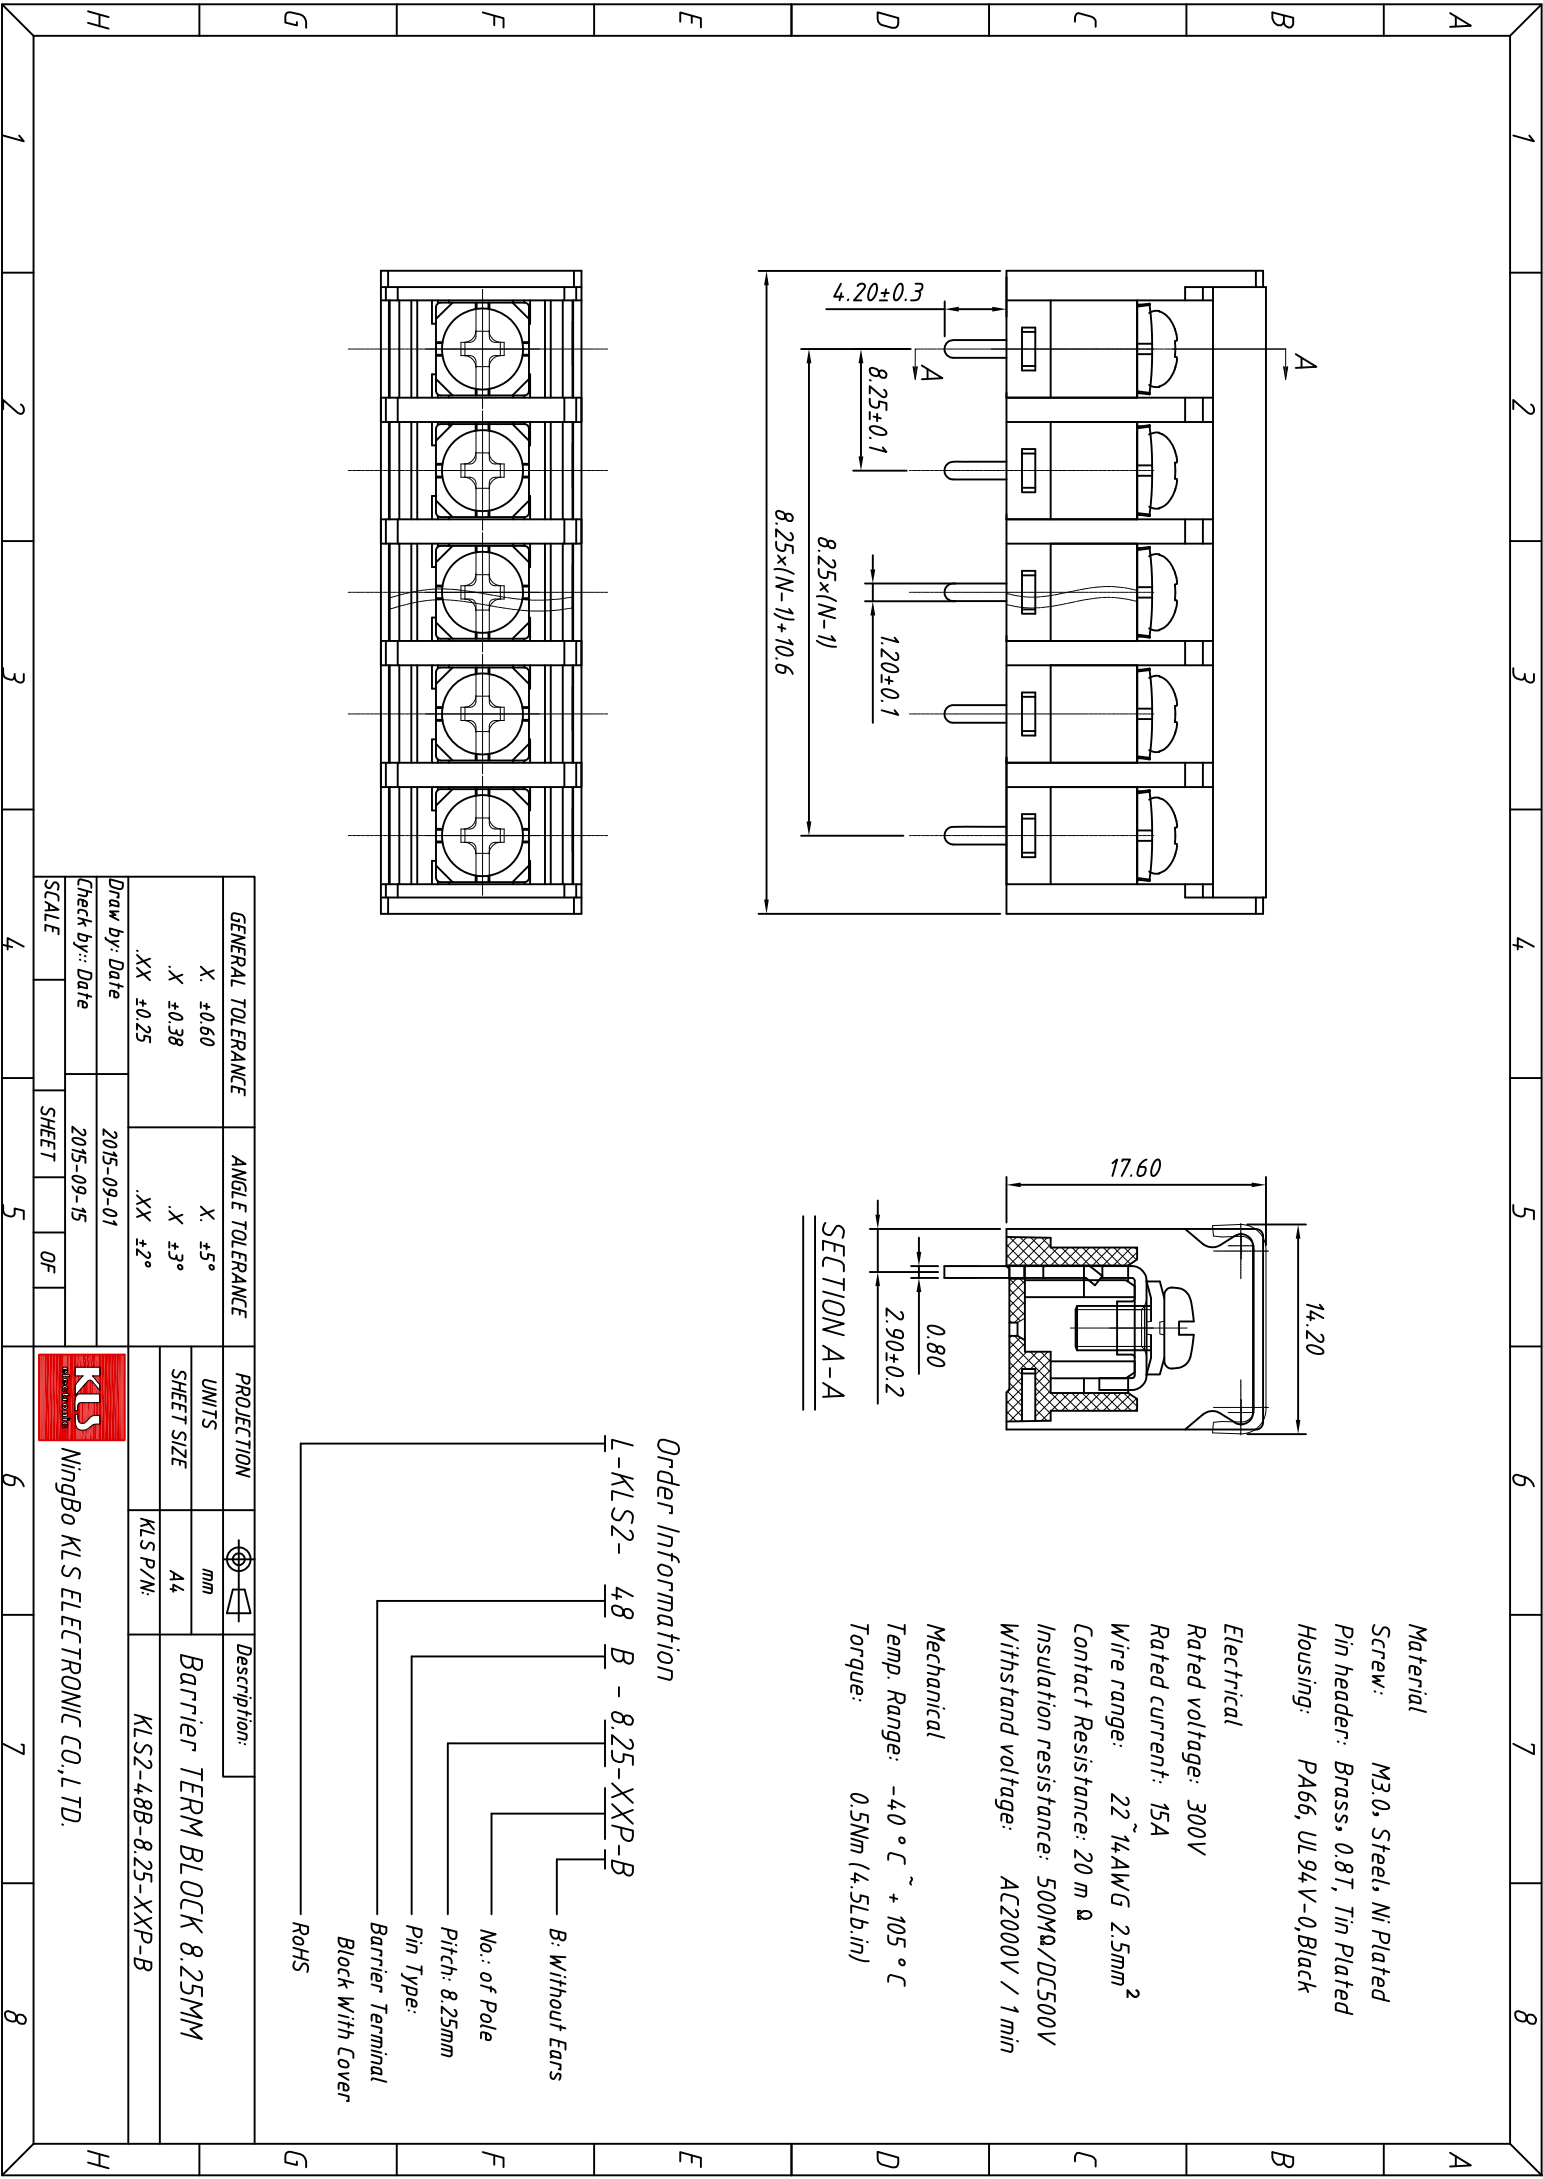 1 2 3 4 5 6 7 8
A
B
C
D
E
F
G
H
A
B
C
D
E
F
G
H
A
A
4.20±0.3
8.25±0.1
1.20±0.1
8.25×(N-1)
8.25×(N-1)+10.6
14.20
17.60
0.80
2.90±0.2
SECTION A-A
Material
Screw: M3.0, Steel, Ni Plated
Pin header: Brass, 0.8T, Tin Plated
Housing: PA66, UL94V-0,Black
Electrical
Rated voltage: 300V
Rated current: 15A
Wire range: 22~14AWG 2.5mm²
Contact Resistance: 20 m Ω
Insulation resistance: 500MΩ/DC500V
Withstand voltage: AC2000V / 1 min
Mechanical
Temp. Range: -40 °C ~ + 105 °C
Torque: 0.5Nm (4.5Lb.in)
Order Information
L-KLS2- 48 B - 8.25-XXP-B
B: Without Ears
No.: of Pole
Pitch: 8.25mm
Pin Type:
Barrier Terminal
Block With Cover
RoHS
GENERAL TOLERANCE
X. ±0.60
.X ±0.38
.XX ±0.25
ANGLE TOLERANCE
X. ±5°
.X ±3°
.XX ±2°
Draw by: Date 2015-09-01
Check by:: Date 2015-09-15
SCALE SHEET OF
PROJECTION
UNITS mm
SHEET SIZE A4
KLS P/N: KLS2-48B-8.25-XXP-B
Description:
Barrier TERM BLOCK 8.25MM
KLS
electronic
NingBo KLS ELECTRONIC CO.,LTD.
1 2 3 4 5 6 7 8